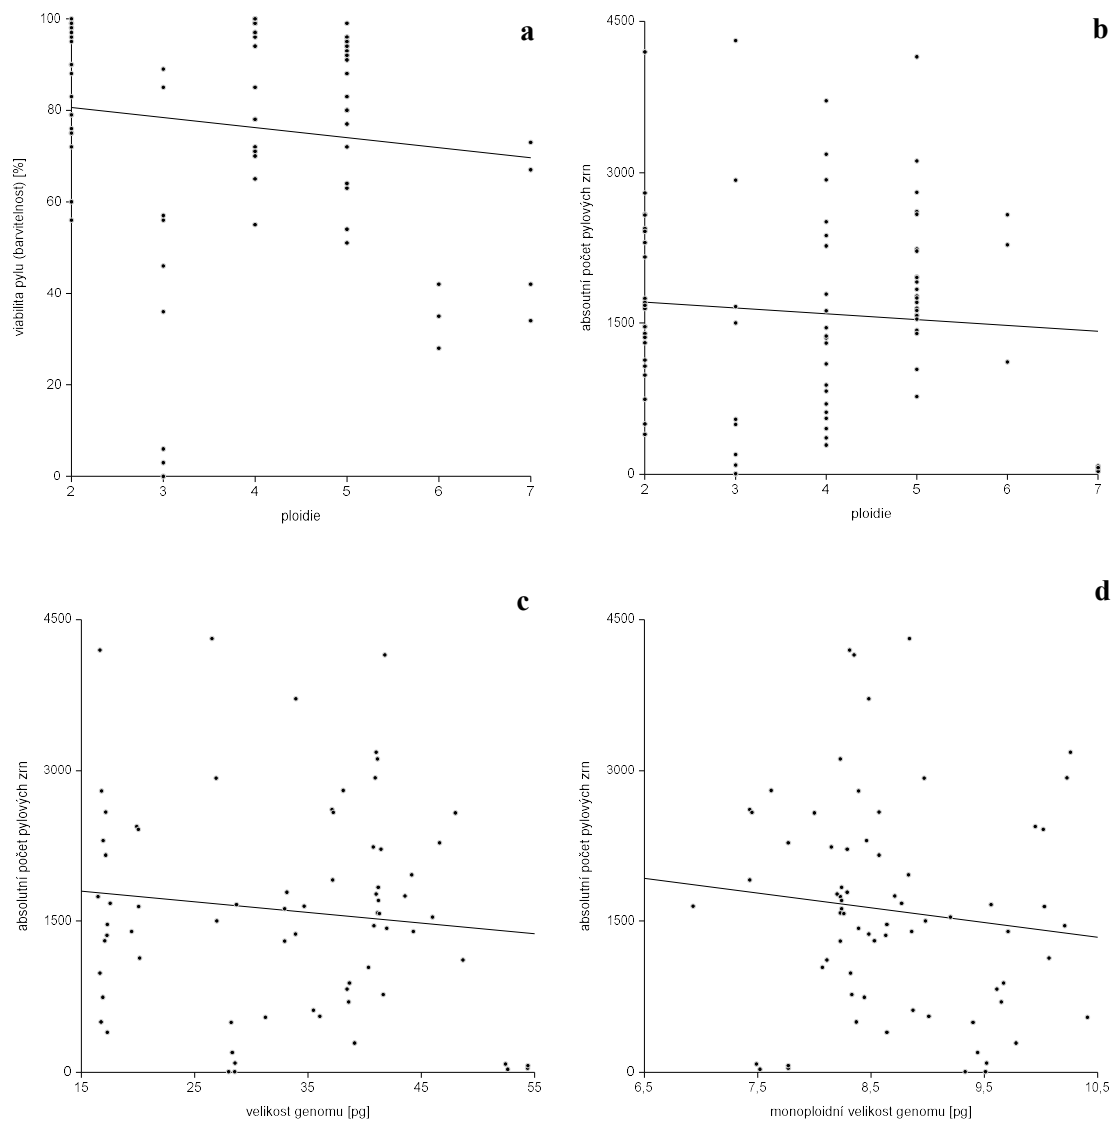 a
100
80
60
40
20
0
viabilita pylu (barvitelnost) [%]
2 3 4 5 6 7
ploidie
b
4500
3000
1500
0
absoutní počet pylových zrn
2 3 4 5 6 7
ploidie
c
4500
3000
1500
0
absolutní počet pylových zrn
15 25 35 45 55
velikost genomu [pg]
d
4500
3000
1500
0
absolutní počet pylových zrn
6,5 7,5 8,5 9,5 10,5
monoploidní velikost genomu [pg]